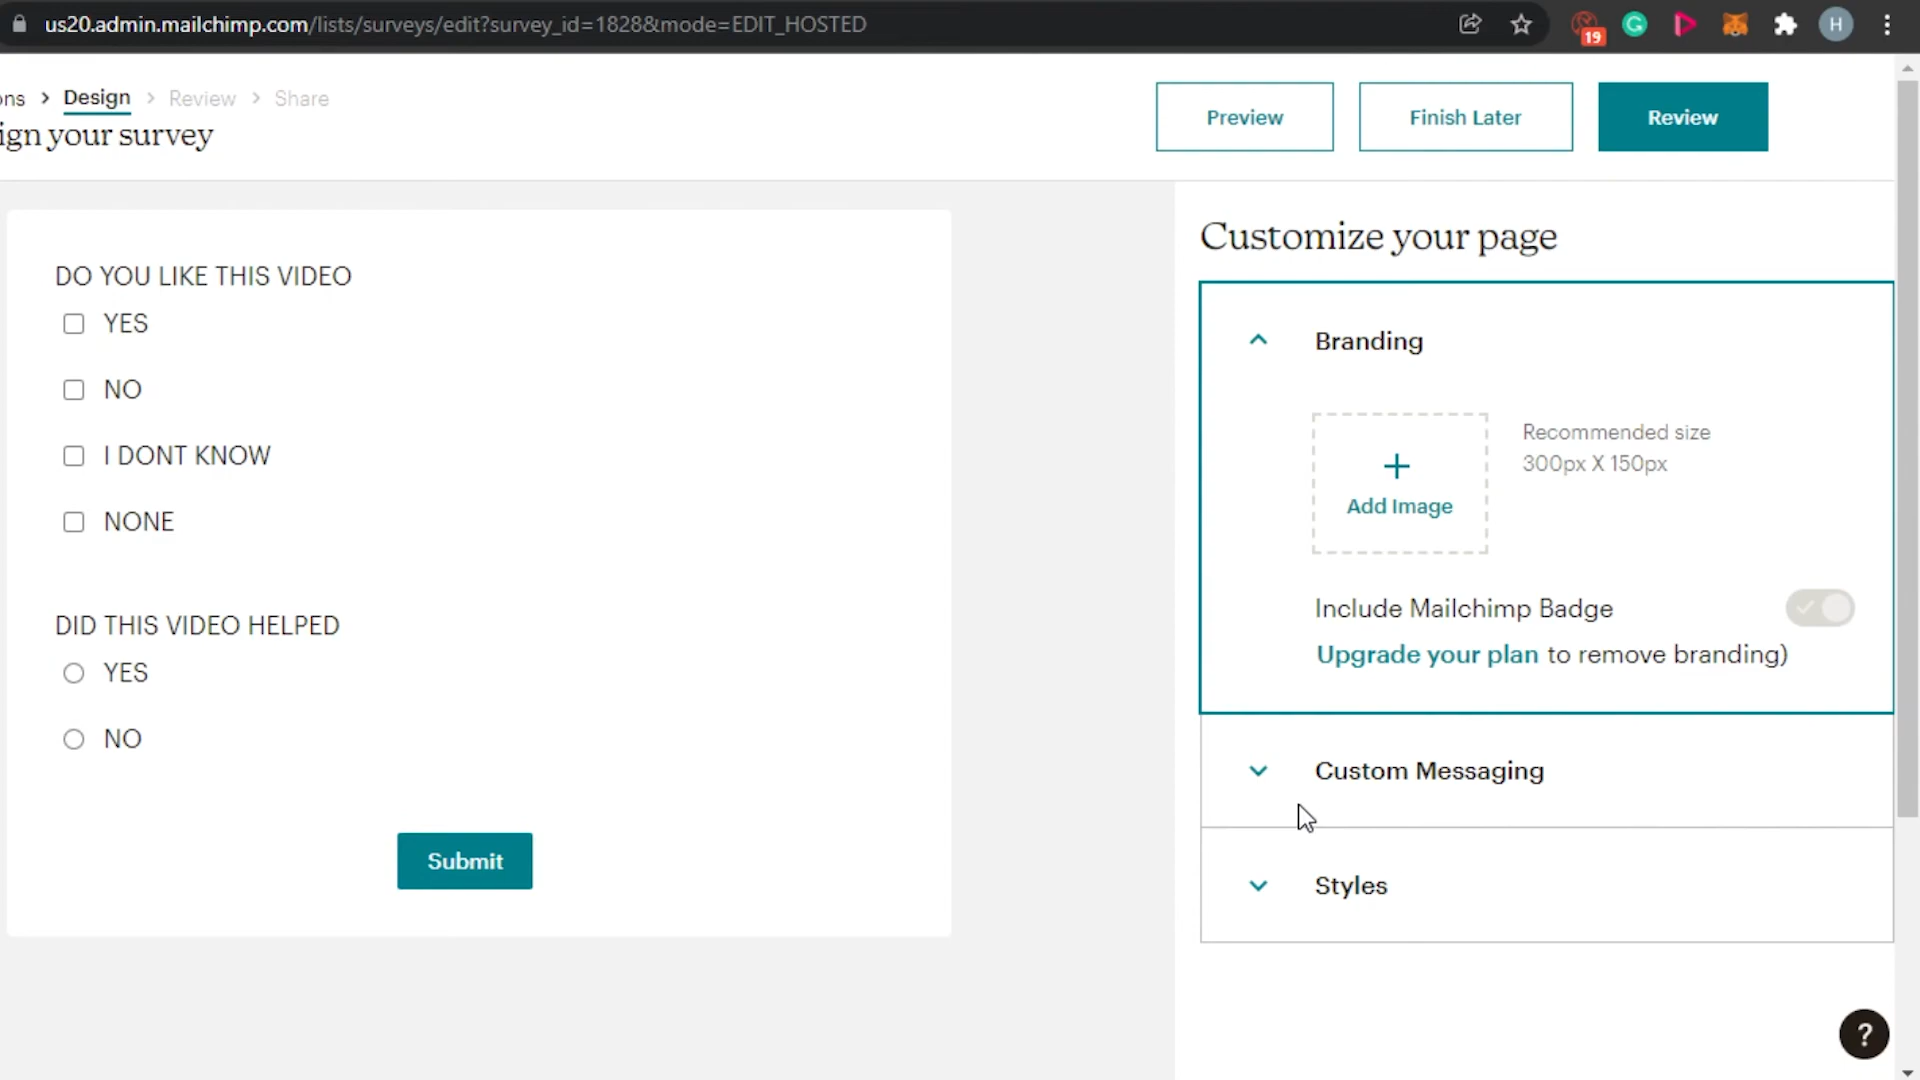 us20.admin.mailchimp.com/lists/surveys/edit?survey_id=1828&mode=EDIT_HOSTED
19
H
ons > Design > Review > Share
ign your survey
Preview
Finish Later
Review
DO YOU LIKE THIS VIDEO
YES
NO
I DONT KNOW
NONE
DID THIS VIDEO HELPED
YES
NO
Submit
Customize your page
Branding
Add Image
Recommended size
300px X 150px
Include Mailchimp Badge
Upgrade your plan to remove branding)
Custom Messaging
Styles
?